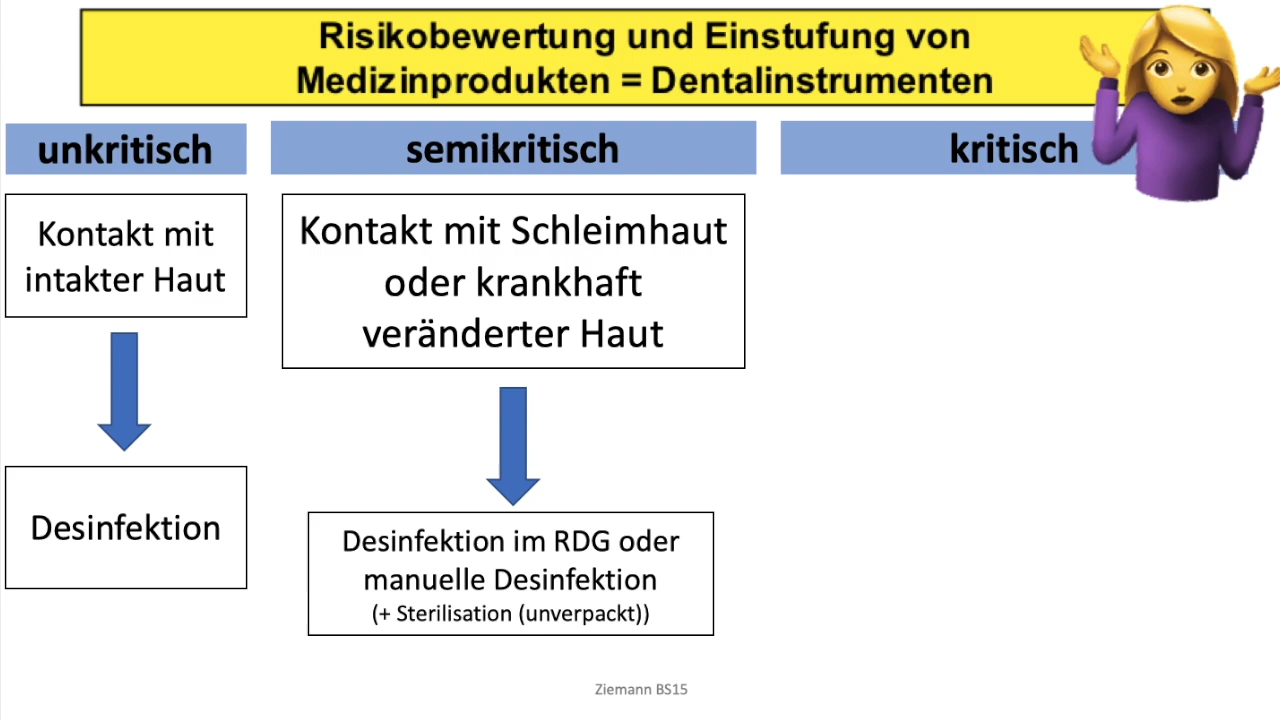 Risikobewertung und Einstufung von
Medizinprodukten = Dentalinstrumenten
unkritisch
semikritisch
kritisch
Kontakt mit
intakter Haut
Kontakt mit Schleimhaut
oder krankhaft
veränderter Haut
Desinfektion
Desinfektion im RDG oder
manuelle Desinfektion
(+ Sterilisation (unverpackt))
Ziemann BS15